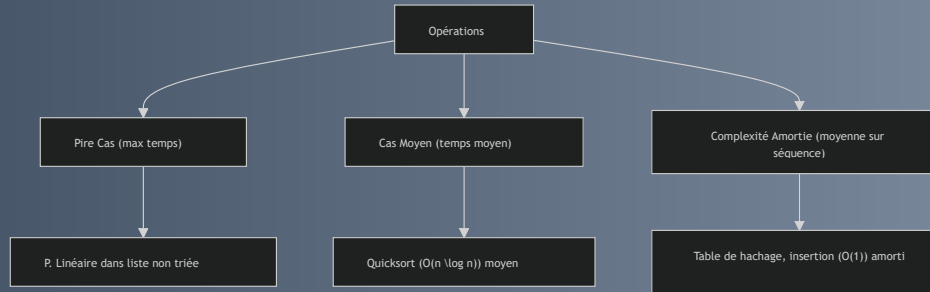 Opérations
Pire Cas (max temps)
Cas Moyen (temps moyen)
Complexité Amortie (moyenne sur
séquence)
P. Linéaire dans liste non triée
Quicksort (O(n \log n)) moyen
Table de hachage, insertion (O(1)) amorti